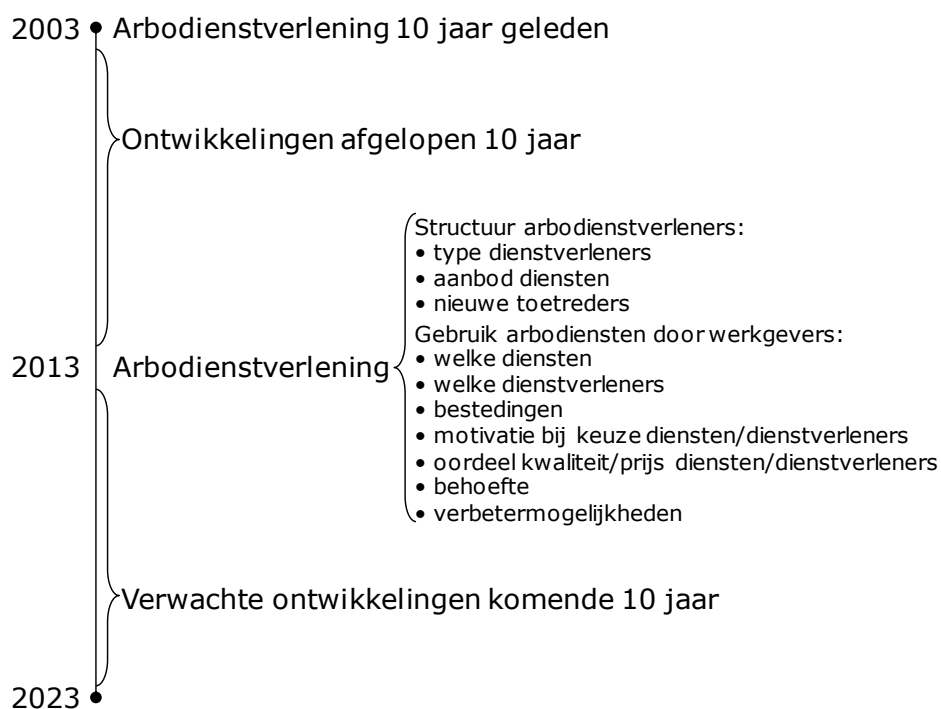 2003 Arbodienstverlening 10 jaar geleden
Ontwikkelingen afgelopen 10 jaar
Structuur arbodienstverleners:
• type dienstverleners
• aanbod diensten
• nieuwe toetreders
Gebruik arbodiensten door werkgevers:
2013 Arbodienstverlening
• welke diensten
• welke dienstverleners
• bestedingen
• motivatie bij keuze diensten/dienstverleners
• oordeel kwaliteit/prijs diensten/dienstverleners
• behoefte
• verbetermogelijkheden
Verwachte ontwikkelingen komende 10 jaar
2023